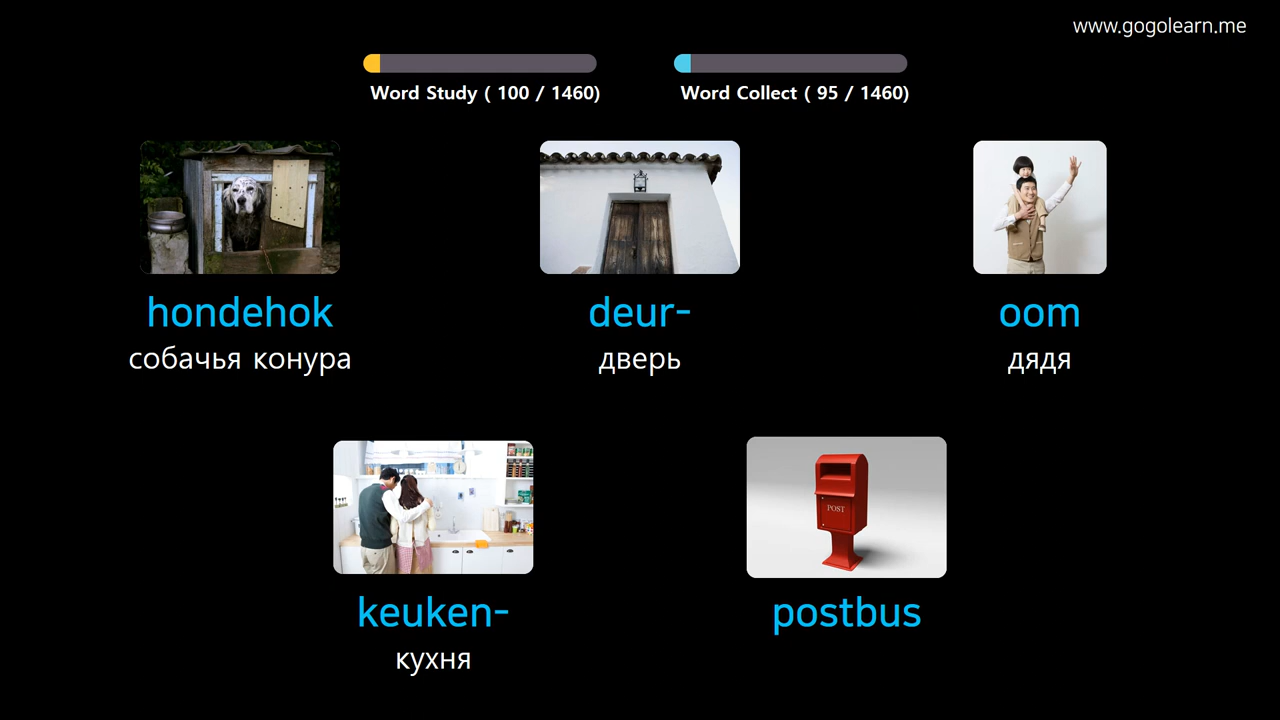 www.gogolearn.me
Word Study ( 100 / 1460)
Word Collect ( 95 / 1460)
hondehok
собачья конура
deur-
дверь
oom
дядя
keuken-
кухня
POST
postbus